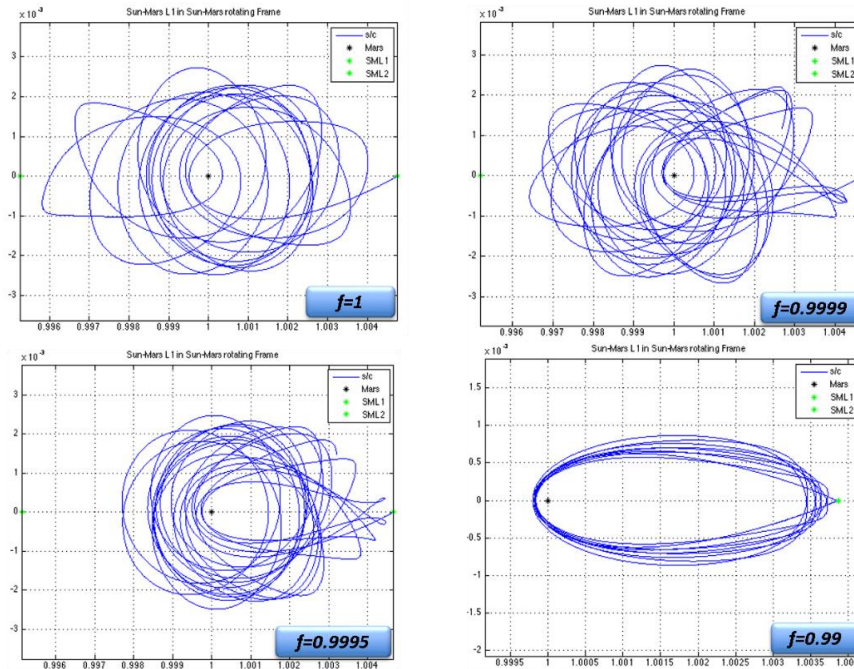 Sun-Mars L1 in Sun-Mars rotating Frame
x 10⁻³
s/c
Mars
SML1
SML2
3
2
1
0
-1
-2
-3
0.996 0.997 0.998 0.999 1 1.001 1.002 1.003 1.004
f=1
Sun-Mars L1 in Sun-Mars rotating Frame
x 10⁻³
s/c
Mars
SML1
SML2
3
2
1
0
-1
-2
-3
0.996 0.997 0.998 0.999 1 1.001 1.002 1.003 1.004
f=0.9999
Sun-Mars L1 in Sun-Mars rotating Frame
x 10⁻³
s/c
Mars
SML1
SML2
3
2
1
0
-1
-2
-3
0.996 0.997 0.998 0.999 1 1.001 1.002 1.003 1.004
f=0.9995
Sun-Mars L1 in Sun-Mars rotating Frame
x 10⁻³
s/c
Mars
SML1
SML2
1.5
1
0.5
0
-0.5
-1
-1.5
-2
0.9995 1 1.0005 1.001 1.0015 1.002 1.0025 1.003 1.0035 1.004
f=0.99